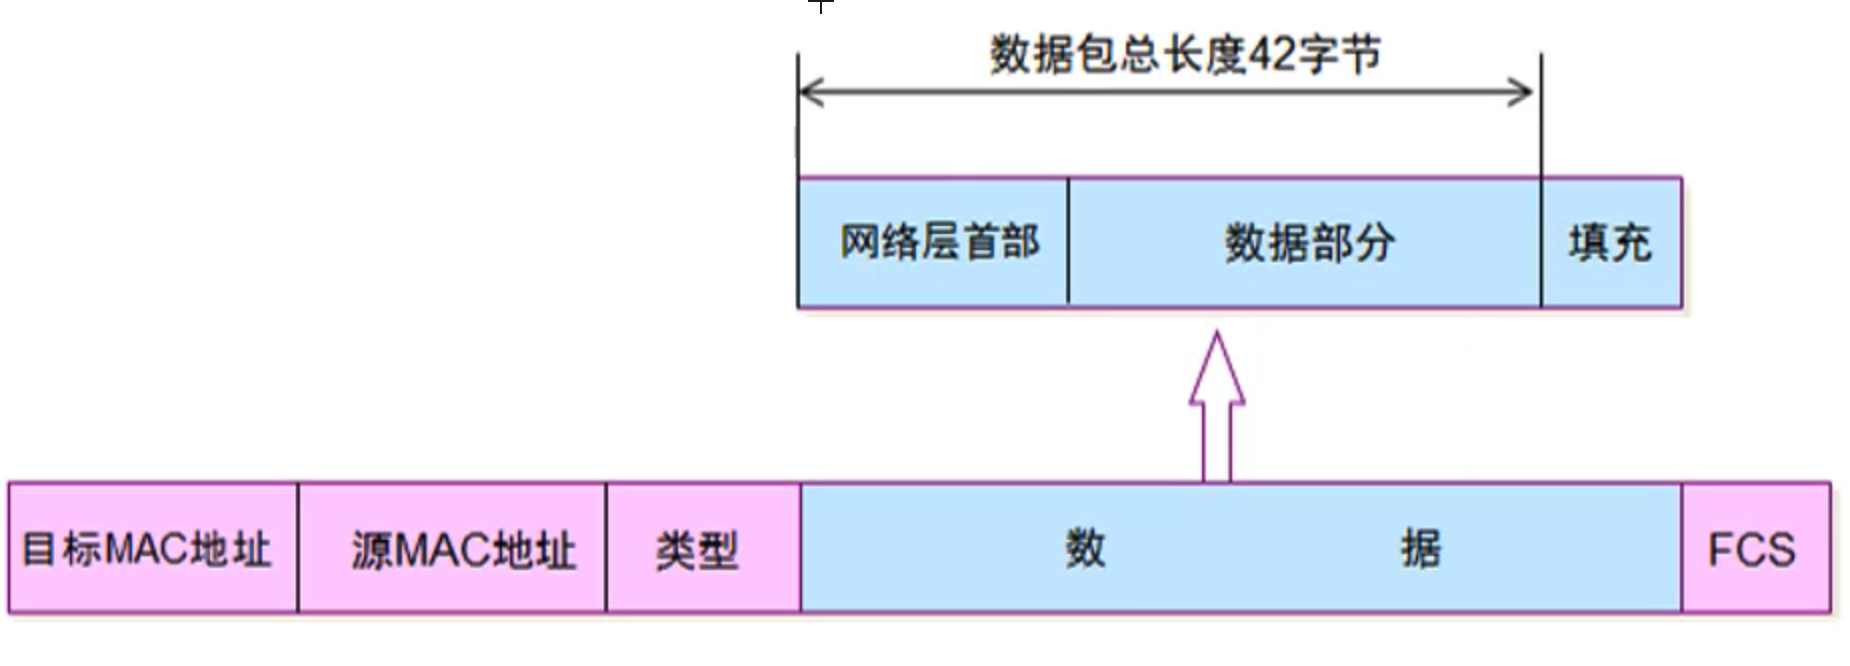 数据包总长度42字节
网络层首部 数据部分 填充
目标MAC地址 源MAC地址 类型 数 据 FCS